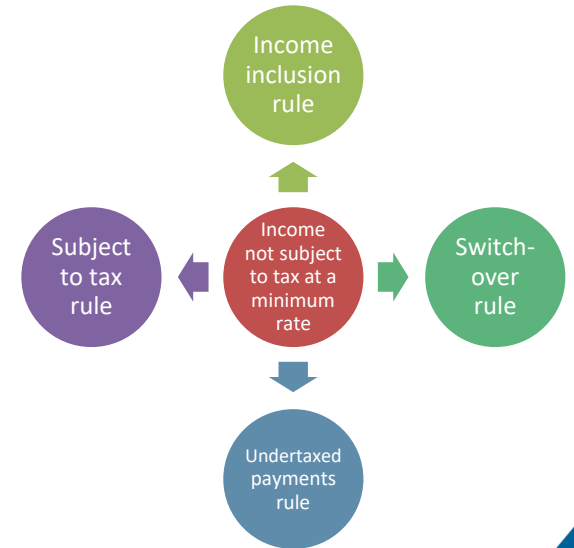 Income
inclusion
rule
Subject
to tax
rule
Income
not subject
to tax at a
minimum
rate
Switch-
over
rule
Undertaxed
payments
rule